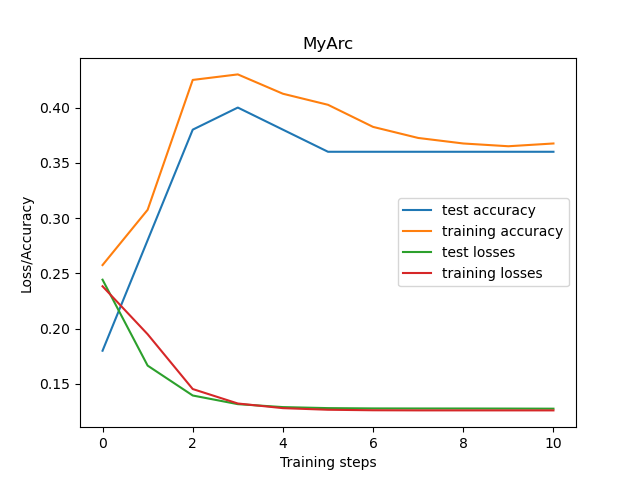 MyArc
Loss/Accuracy
0.40
0.35
0.30
0.25
0.20
0.15
test accuracy
training accuracy
test losses
training losses
0 2 4 6 8 10
Training steps